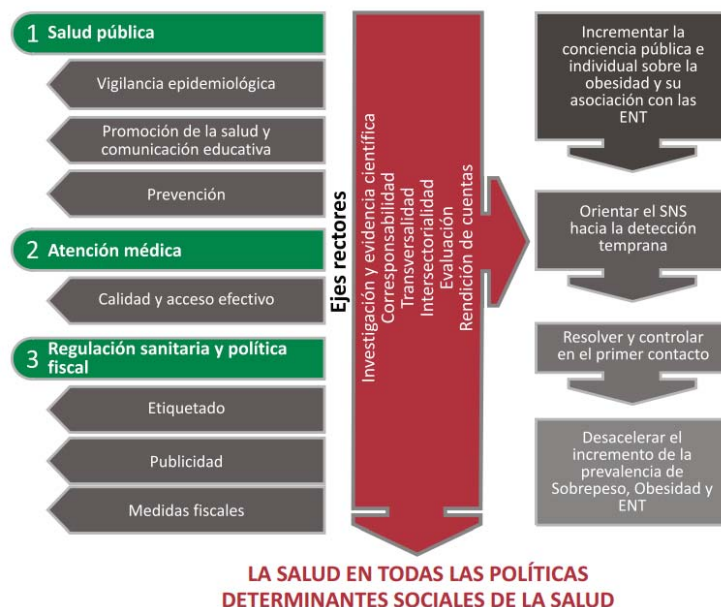 1 Salud pública
Vigilancia epidemiológica
Promoción de la salud y
comunicación educativa
Prevención
2 Atención médica
Calidad y acceso efectivo
3 Regulación sanitaria y política
fiscal
Etiquetado
Publicidad
Medidas fiscales
Ejes rectores
Investigación y evidencia científica
Corresponsabilidad
Transversalidad
Intersectorialidad
Evaluación
Rendición de cuentas
Incrementar la
conciencia pública e
individual sobre la
obesidad y su
asociación con las
ENT
Orientar el SNS
hacia la detección
temprana
Resolver y controlar
en el primer contacto
Desacelerar el
incremento de la
prevalencia de
Sobrepeso, Obesidad y
ENT
LA SALUD EN TODAS LAS POLÍTICAS
DETERMINANTES SOCIALES DE LA SALUD